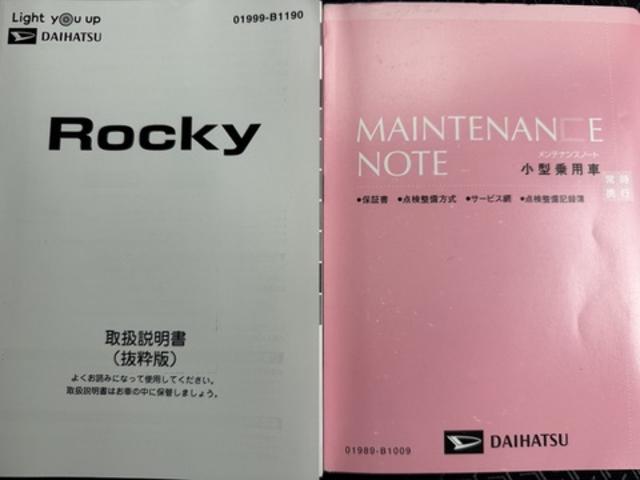 Light you up
DAIHATSU
01999-B1190
Rocky
取扱説明書
（抜粋版）
よくお読みになって使用してください。
取扱説明書はお車の中に保管しましょう。
MAINTENANCE
NOTE
メンテナンスノート
小型乗用車
常時
携行
●保証書 ●点検整備方式 ●サービス網 ●点検整備記録簿
01989-B1009
DAIHATSU